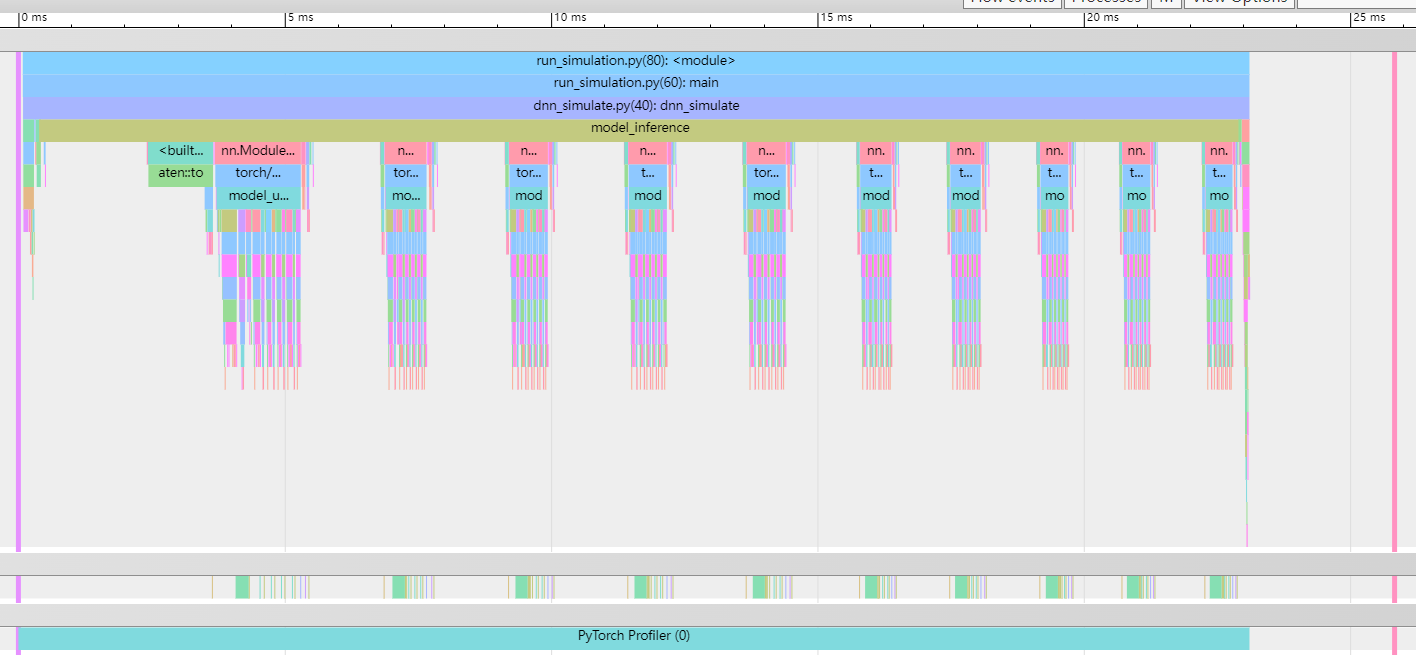 Flow events Processes M View Options
0 ms 5 ms 10 ms 15 ms 20 ms 25 ms
run_simulation.py(80): <module>
run_simulation.py(60): main
dnn_simulate.py(40): dnn_simulate
model_inference
<built... nn.Module... n... n... n... n... nn. nn. nn. nn. nn.
aten::to torch/... tor... tor... t... tor... t... t... t... t... t...
model_u... mo... mod mod mod mod mod mo mo mo
PyTorch Profiler (0)